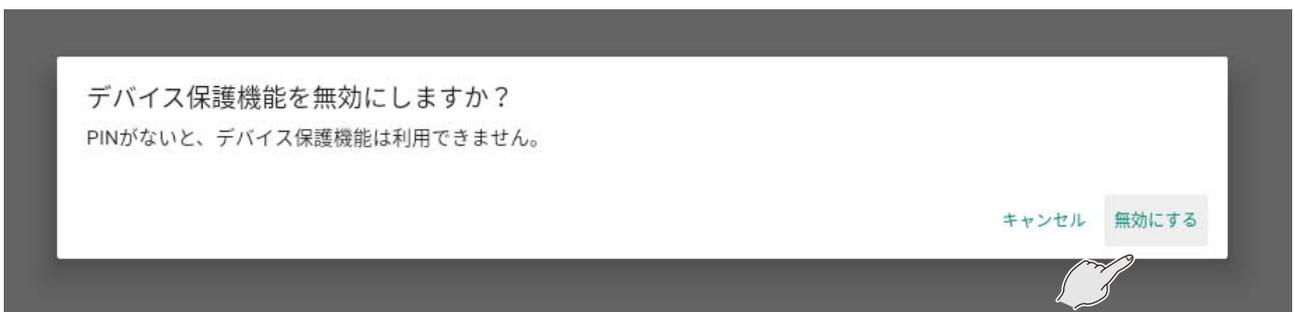 デバイス保護機能を無効にしますか？
PINがないと、デバイス保護機能は利用できません。
キャンセル 無効にする